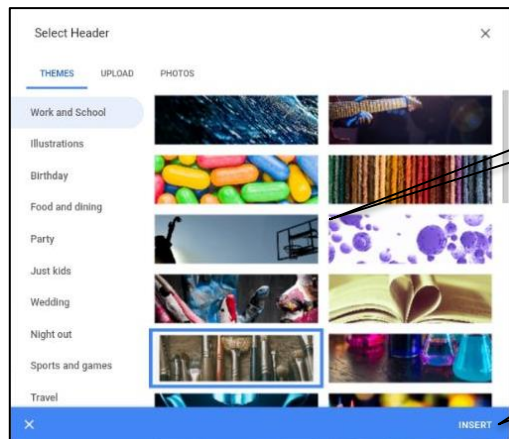 Select Header
THEMES UPLOAD PHOTOS
Work and School
Illustrations
Birthday
Food and dining
Party
Just kids
Wedding
Night out
Sports and games
Travel
INSERT